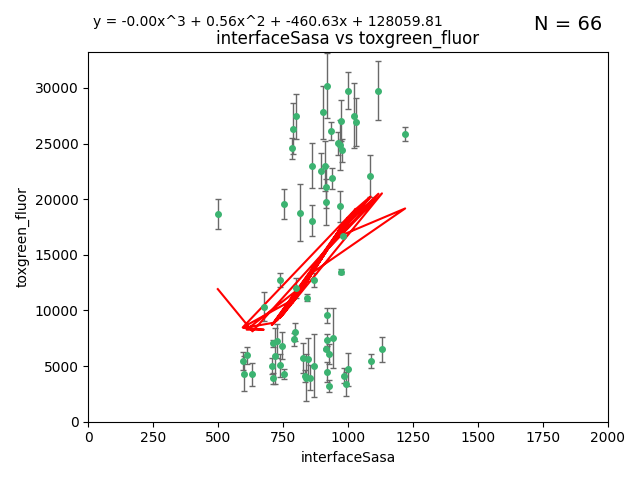 y = -0.00x^3 + 0.56x^2 + -460.63x + 128059.81
N = 66
interfaceSasa vs toxgreen_fluor
30000
25000
20000
15000
10000
5000
0
toxgreen_fluor
0 250 500 750 1000 1250 1500 1750 2000
interfaceSasa